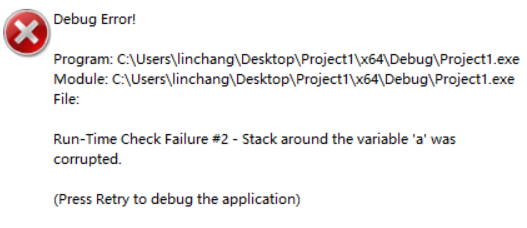 Debug Error!
Program: C:\Users\linchang\Desktop\Project1\x64\Debug\Project1.exe
Module: C:\Users\linchang\Desktop\Project1\x64\Debug\Project1.exe
File:
Run-Time Check Failure #2 - Stack around the variable 'a' was
corrupted.
(Press Retry to debug the application)